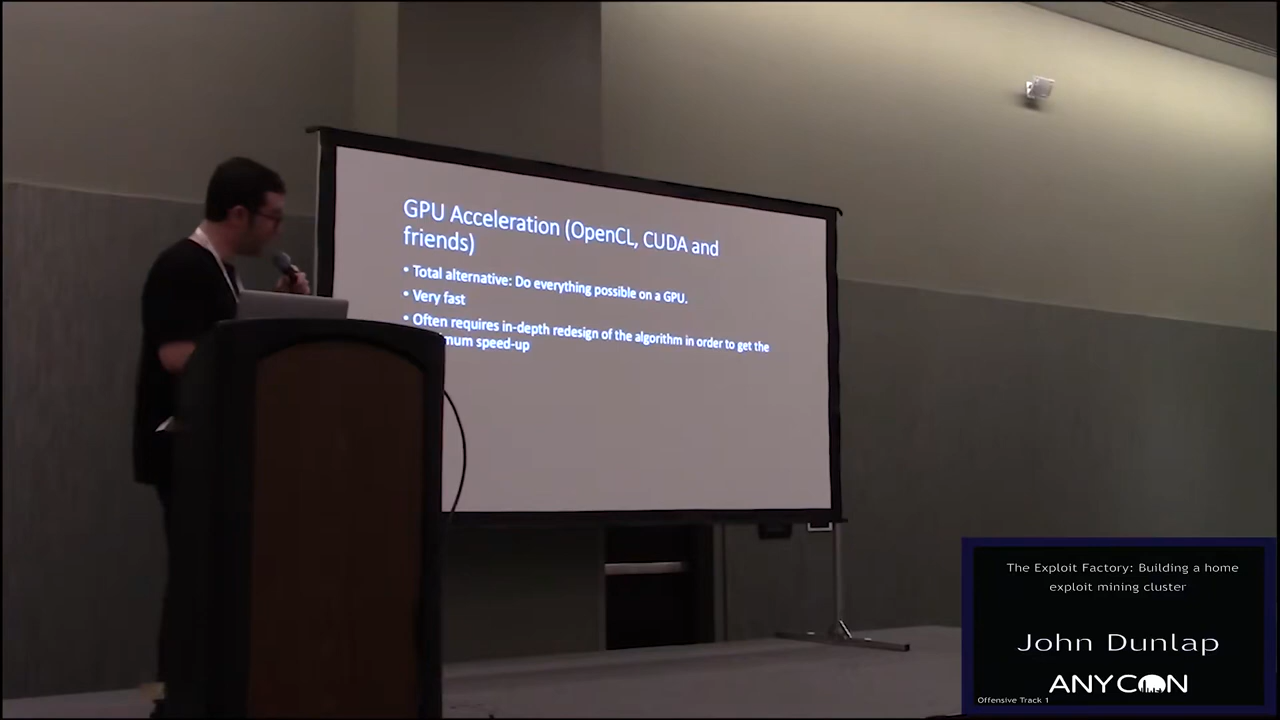 GPU Acceleration (OpenCL, CUDA and
friends)
• Total alternative: Do everything possible on a GPU.
• Very fast
• Often requires in-depth redesign of the algorithm in order to get the
mum speed-up
The Exploit Factory: Building a home
exploit mining cluster
John Dunlap
ANYCON
Offensive Track 1